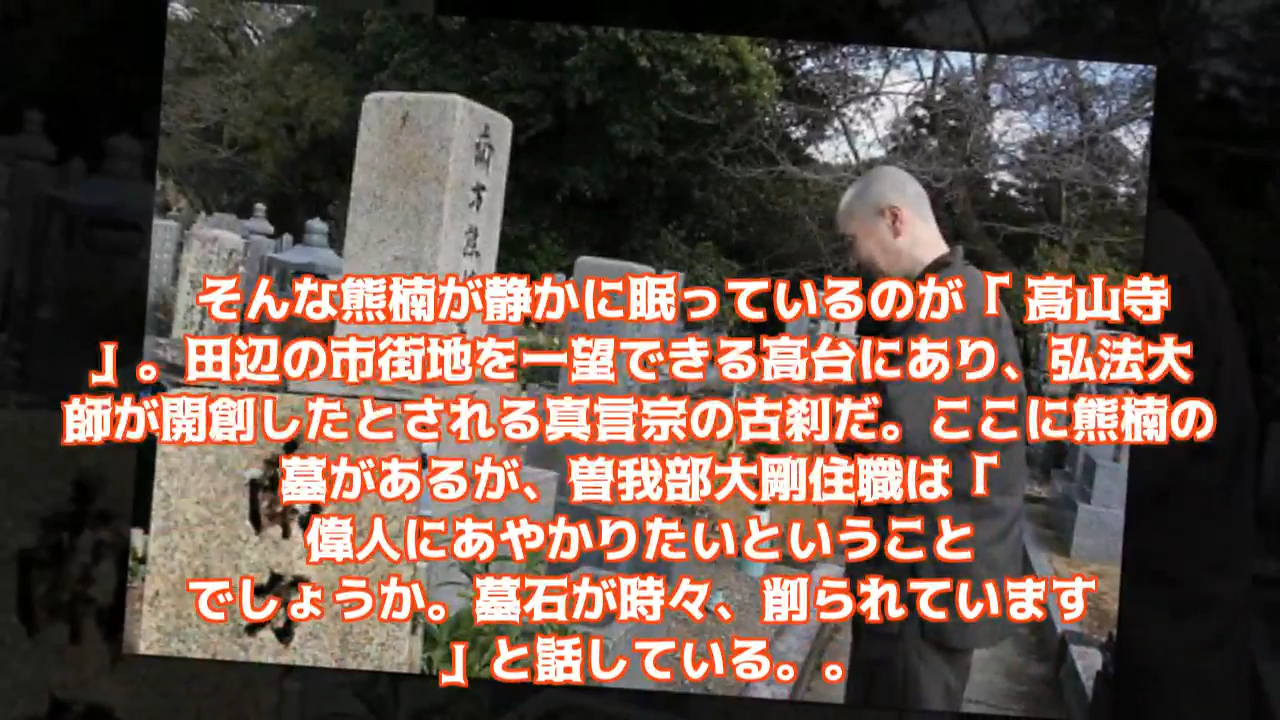 そんな熊楠が静かに眠っているのが「 高山寺
」。田辺の市街地を一望できる高台にあり、弘法大
師が開創したとされる真言宗の古刹だ。ここに熊楠の
墓があるが、曽我部大剛住職は「
偉人にあやかりたいということ
でしょうか。墓石が時々、削られています
」と話している。。
南方熊